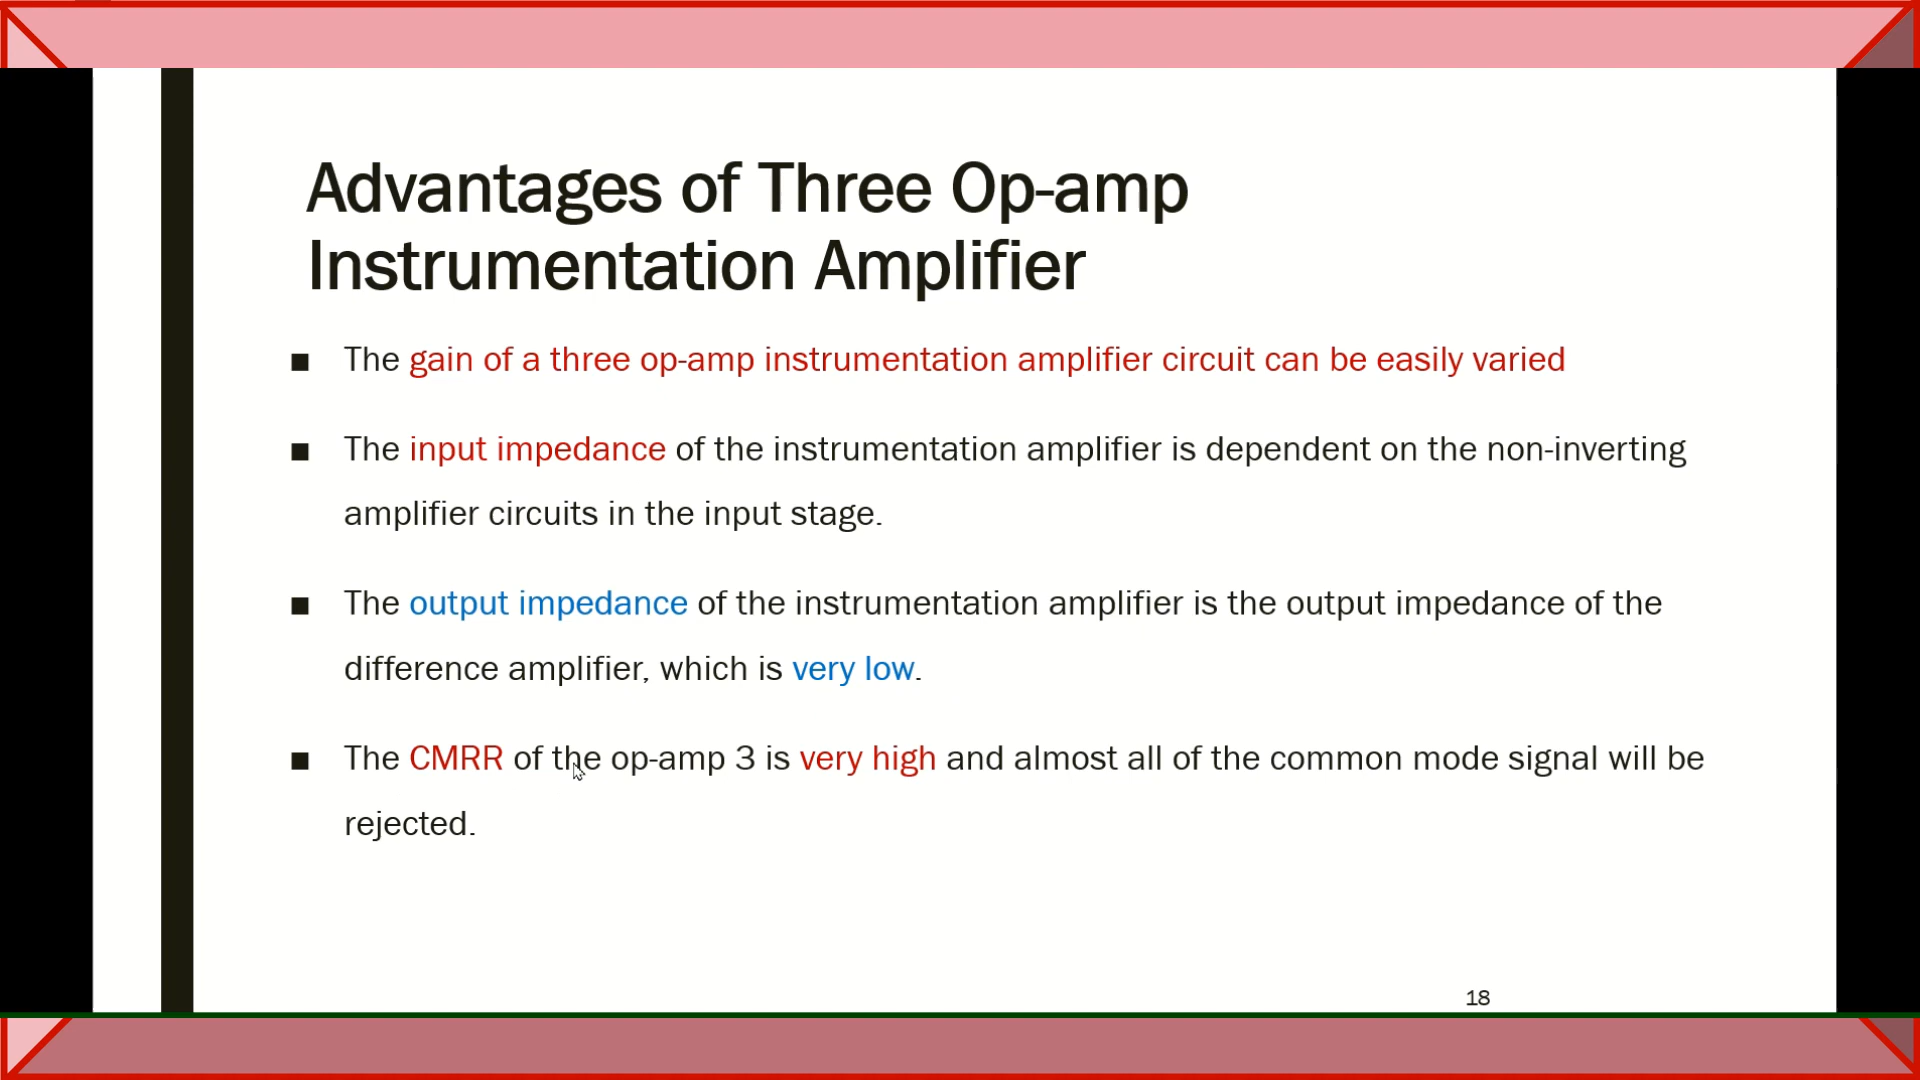 Advantages of Three Op-amp
Instrumentation Amplifier
■ The gain of a three op-amp instrumentation amplifier circuit can be easily varied
■ The input impedance of the instrumentation amplifier is dependent on the non-inverting
amplifier circuits in the input stage.
■ The output impedance of the instrumentation amplifier is the output impedance of the
difference amplifier, which is very low.
■ The CMRR of the op-amp 3 is very high and almost all of the common mode signal will be
rejected.
18